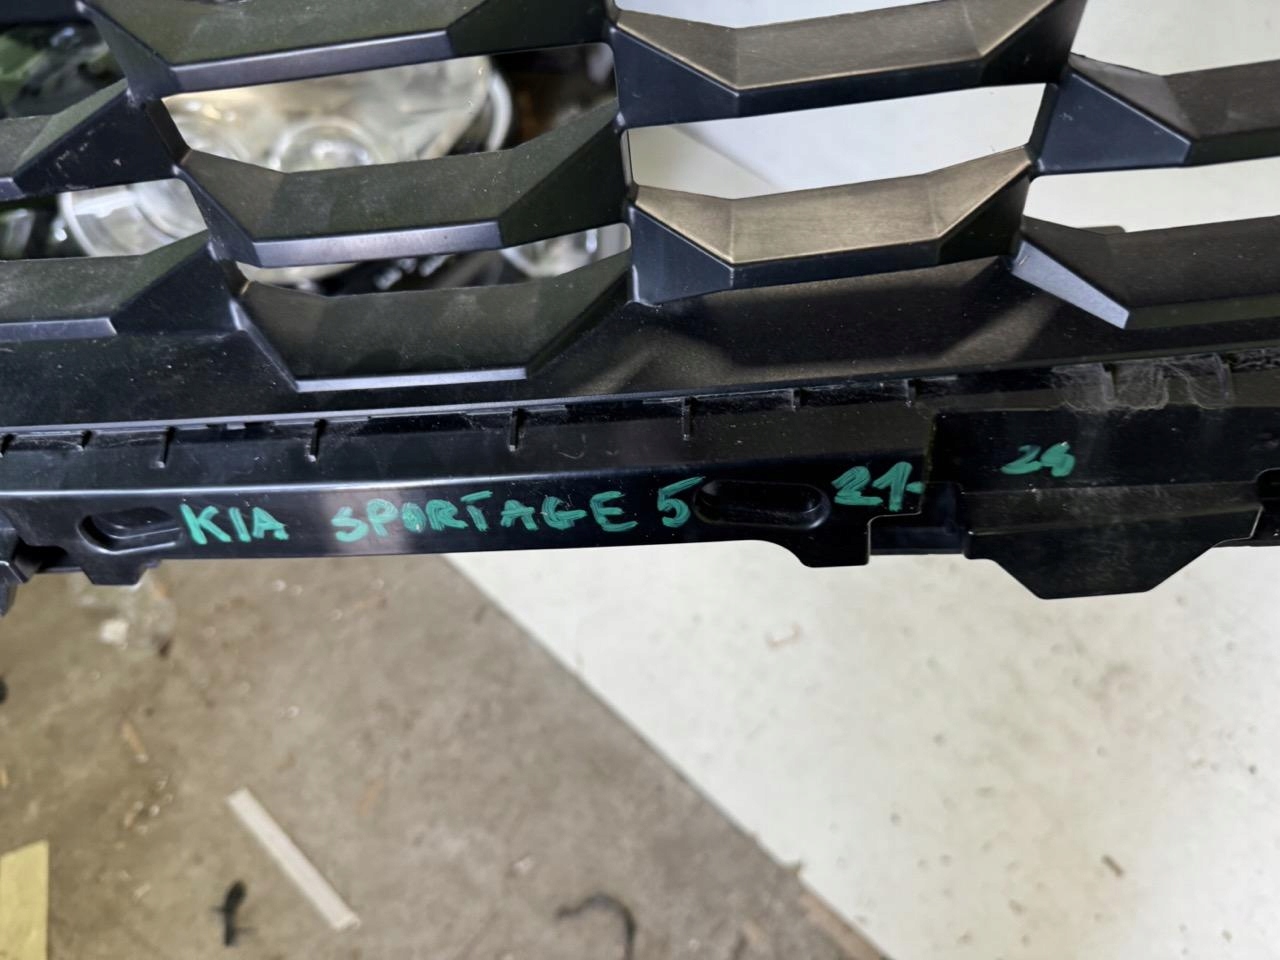 KIA SPORTAGE 5 21- 24